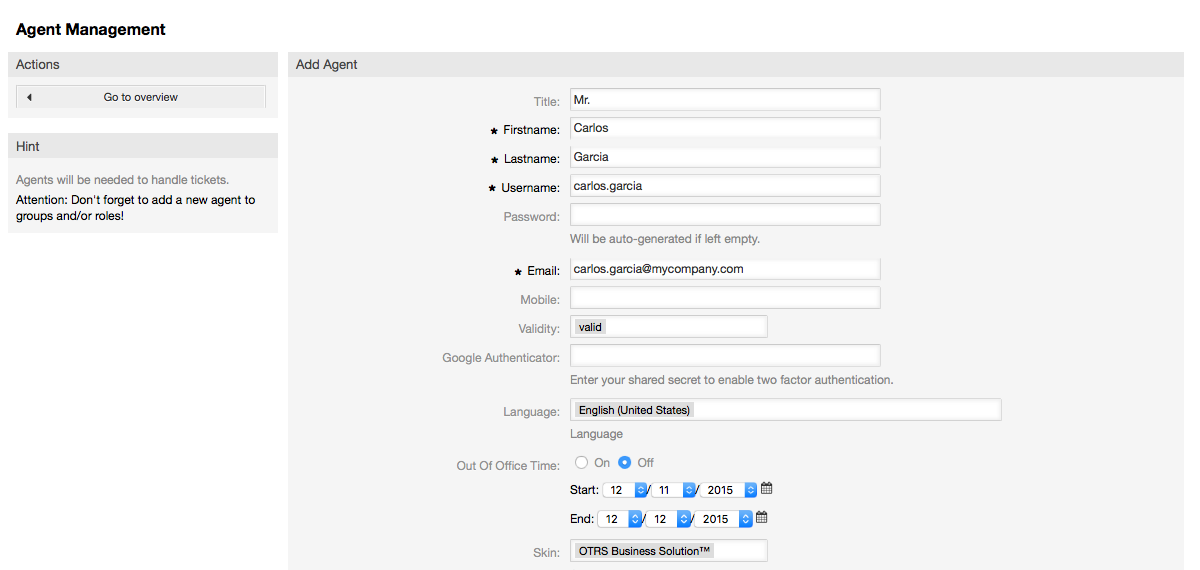 Agent Management
Actions
Go to overview
Hint
Agents will be needed to handle tickets.
Attention: Don't forget to add a new agent to
groups and/or roles!
Add Agent
Title: Mr.
★ Firstname: Carlos
★ Lastname: Garcia
★ Username: carlos.garcia
Password:
Will be auto-generated if left empty.
★ Email: carlos.garcia@mycompany.com
Mobile:
Validity: valid
Google Authenticator:
Enter your shared secret to enable two factor authentication.
Language: English (United States)
Language
Out Of Office Time: On Off
Start: 12 / 11 / 2015
End: 12 / 12 / 2015
Skin: OTRS Business Solution™